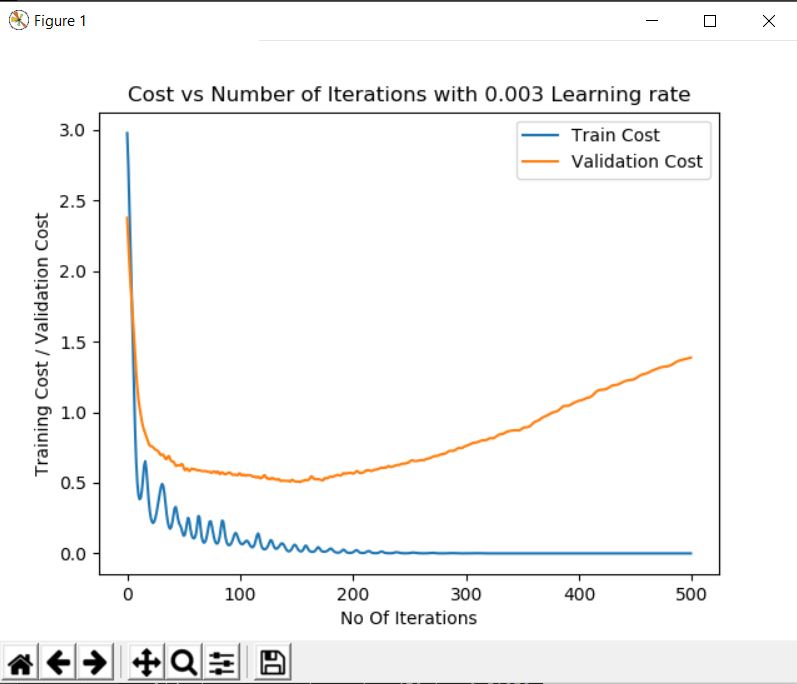 Figure 1
Cost vs Number of Iterations with 0.003 Learning rate
Train Cost
Validation Cost
Training Cost / Validation Cost
3.0
2.5
2.0
1.5
1.0
0.5
0.0
0 100 200 300 400 500
No Of Iterations